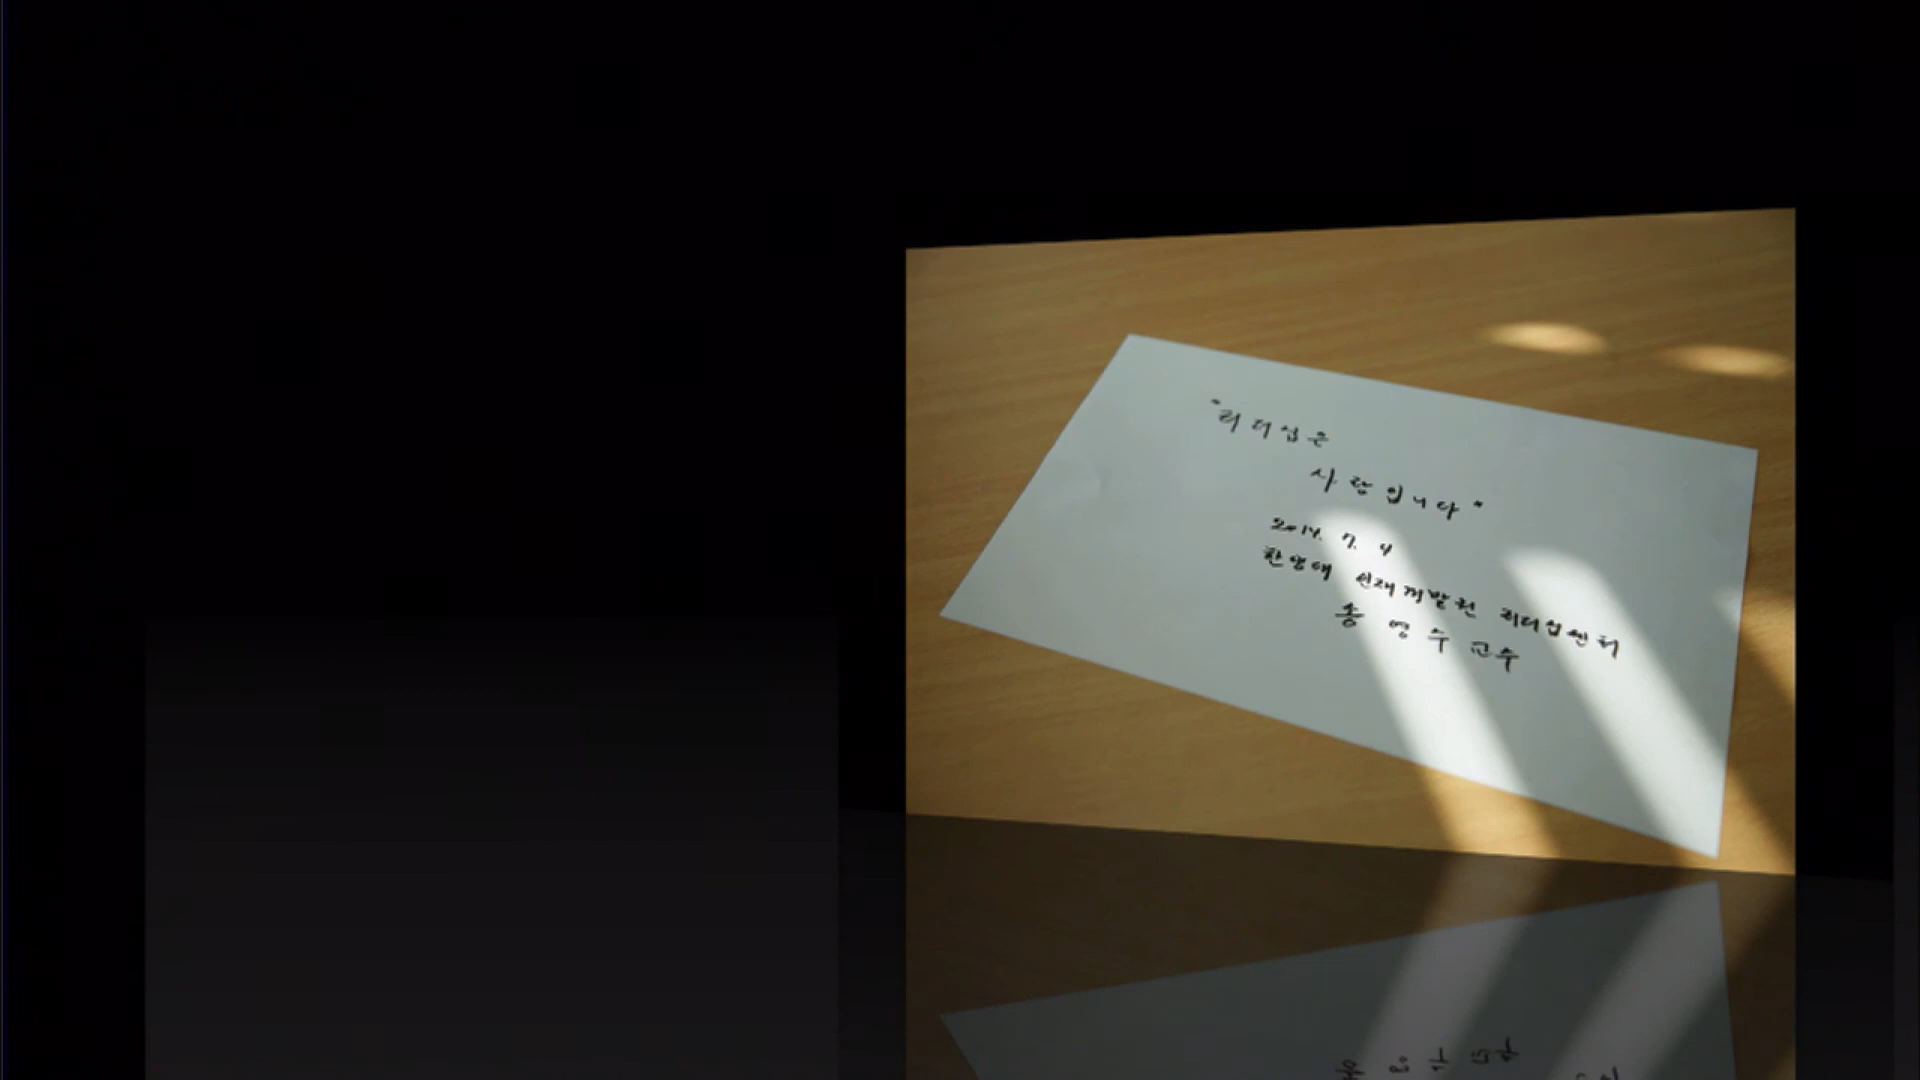 "리더십은
사랑입니다"
2014. 7. 4
한양대 인재개발원 리더십센터
송영수 교수